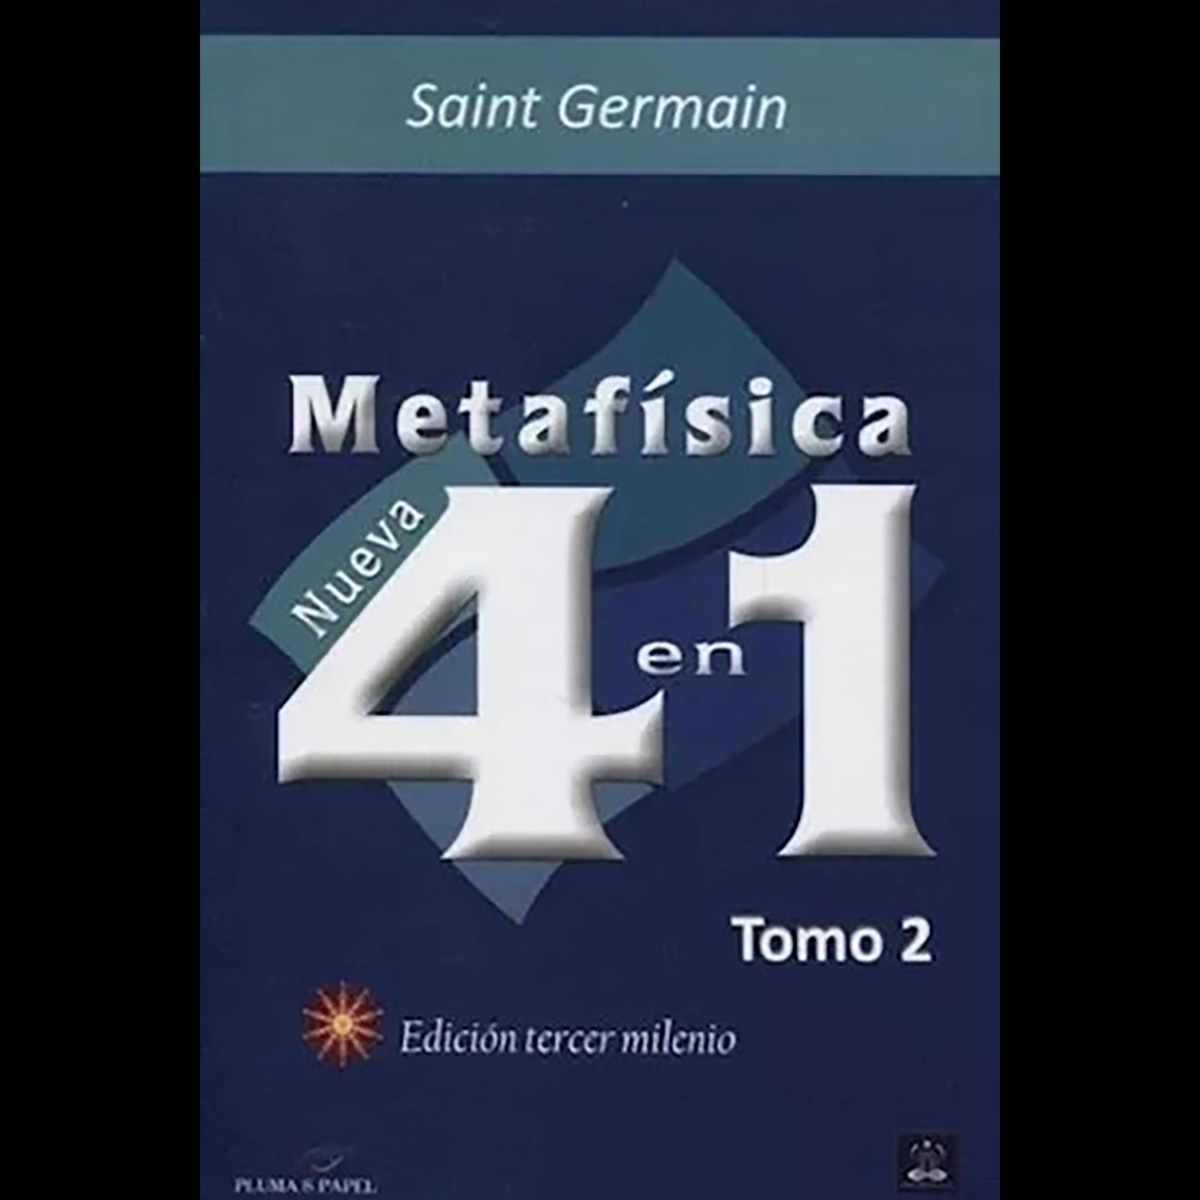 Saint Germain
Metafísica
Nueva
4 en 1
Tomo 2
Edición tercer milenio
PLUMA & PAPEL